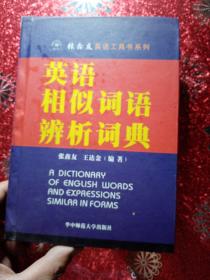 张鑫友英语工具书系列
英语
相似词语
辨析词典
张鑫友 王达金(编著)
A DICTIONARY
OF ENGLISH WORDS
AND EXPRESSIONS
SIMILAR IN FORMS
华中师范大学出版社